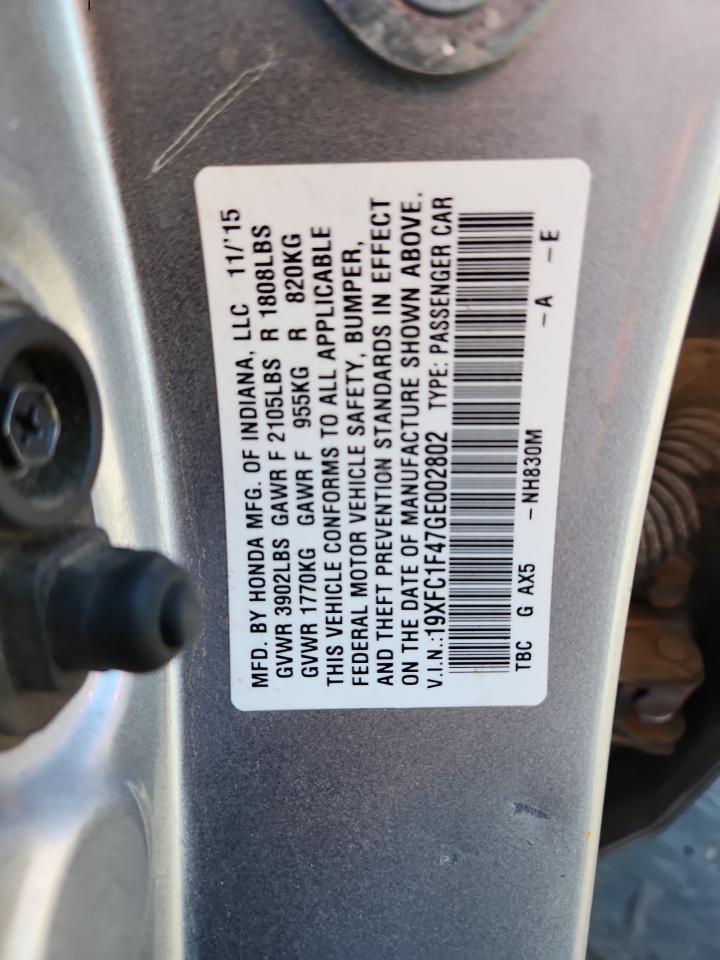 MFD. BY HONDA MFG. OF INDIANA, LLC 11/'15
GVWR 3902LBS GAWR F 2105LBS R 1808LBS
GVWR 1770KG GAWR F 955KG R 820KG
THIS VEHICLE CONFORMS TO ALL APPLICABLE
FEDERAL MOTOR VEHICLE SAFETY, BUMPER,
AND THEFT PREVENTION STANDARDS IN EFFECT
ON THE DATE OF MANUFACTURE SHOWN ABOVE.
V.I.N.:19XFC1F47GE002802 TYPE: PASSENGER CAR
TBC G AX5 -NH830M -A -E